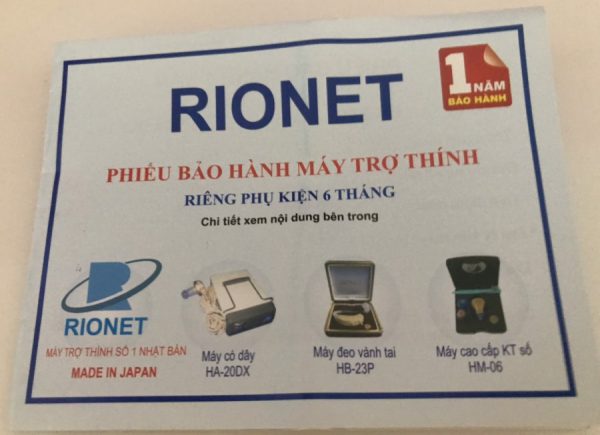 RIONET
1 NĂM
BẢO HÀNH
PHIẾU BẢO HÀNH MÁY TRỢ THÍNH
RIÊNG PHỤ KIỆN 6 THÁNG
Chi tiết xem nội dung bên trong
RIONET
MÁY TRỢ THÍNH SỐ 1 NHẬT BẢN
MADE IN JAPAN
Máy có dây
HA-20DX
Máy đeo vành tai
HB-23P
Máy cao cấp KT số
HM-06